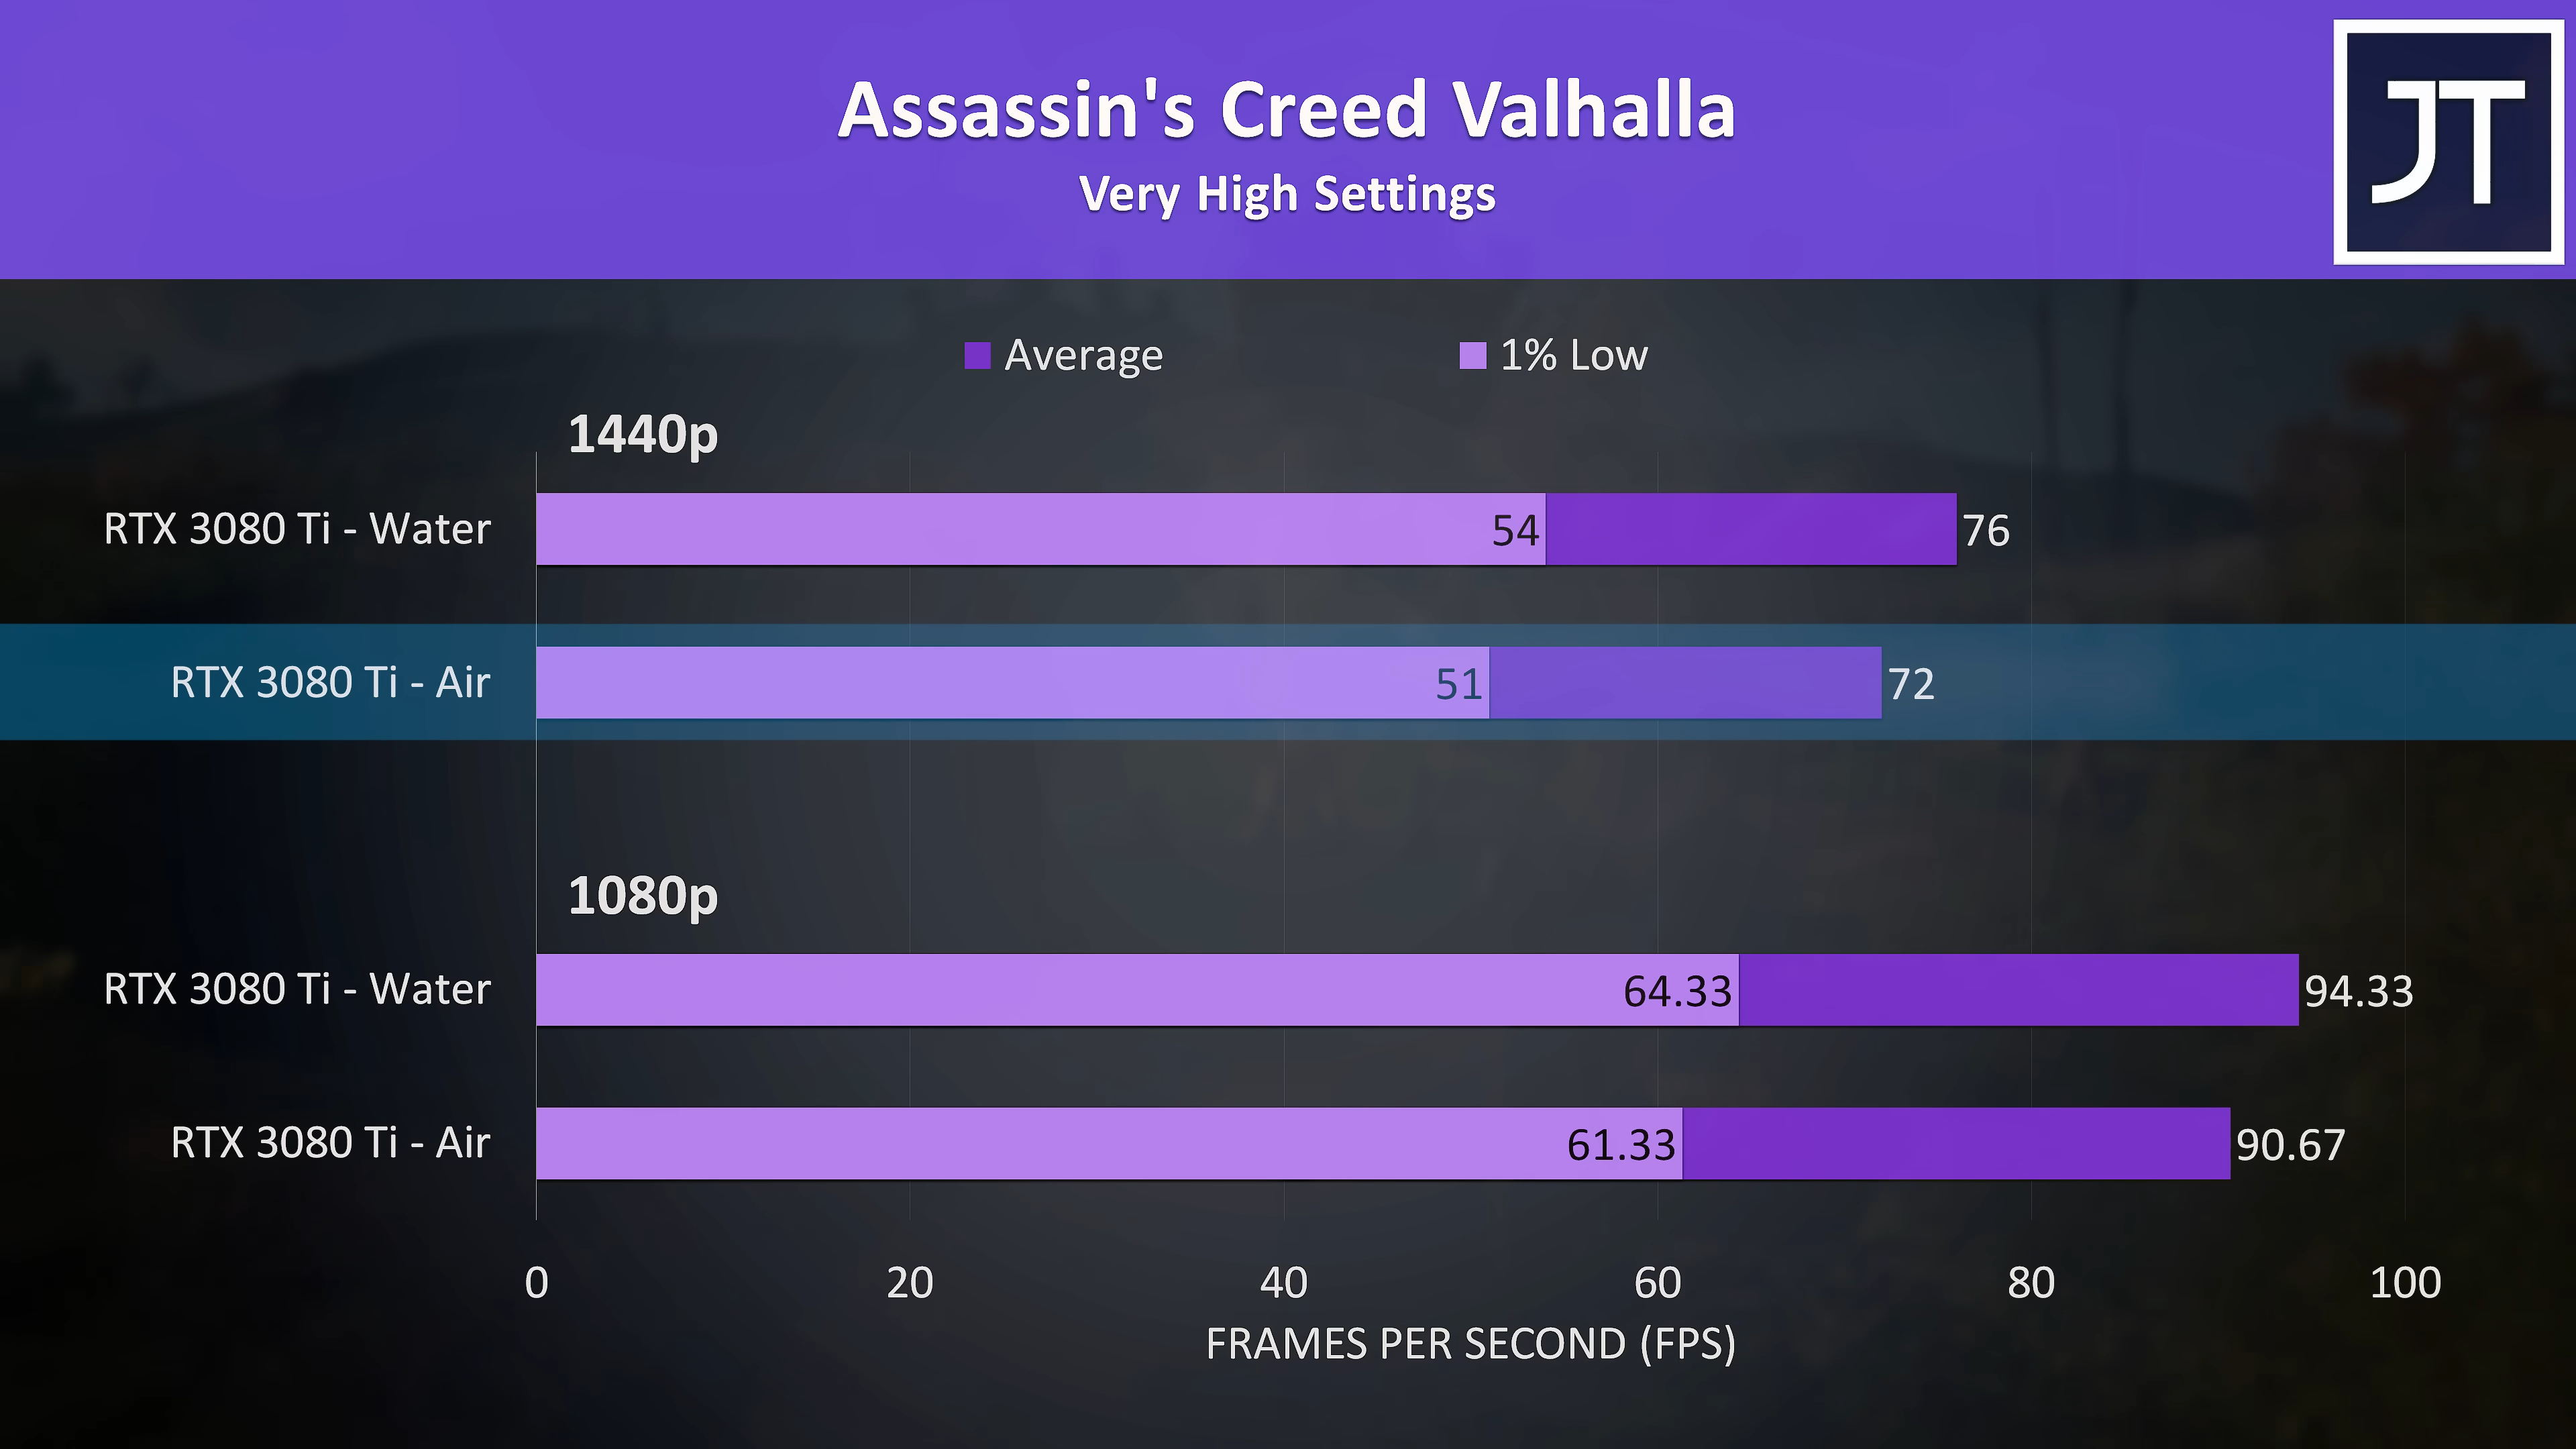 Assassin's Creed Valhalla
Very High Settings
JT
Average
1% Low
1440p
RTX 3080 Ti - Water
54
76
RTX 3080 Ti - Air
51
72
1080p
RTX 3080 Ti - Water
64.33
94.33
RTX 3080 Ti - Air
61.33
90.67
0 20 40 60 80 100
FRAMES PER SECOND (FPS)